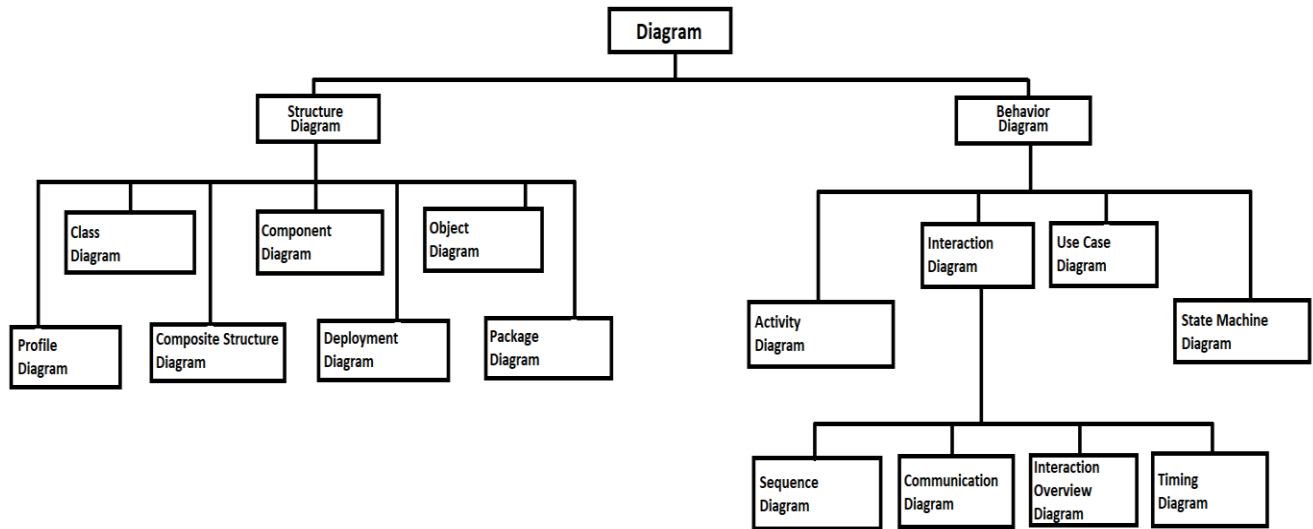 Diagram
Structure
Diagram
Behavior
Diagram
Class
Diagram
Component
Diagram
Object
Diagram
Profile
Diagram
Composite Structure
Diagram
Deployment
Diagram
Package
Diagram
Interaction
Diagram
Use Case
Diagram
Activity
Diagram
State Machine
Diagram
Sequence
Diagram
Communication
Diagram
Interaction
Overview
Diagram
Timing
Diagram